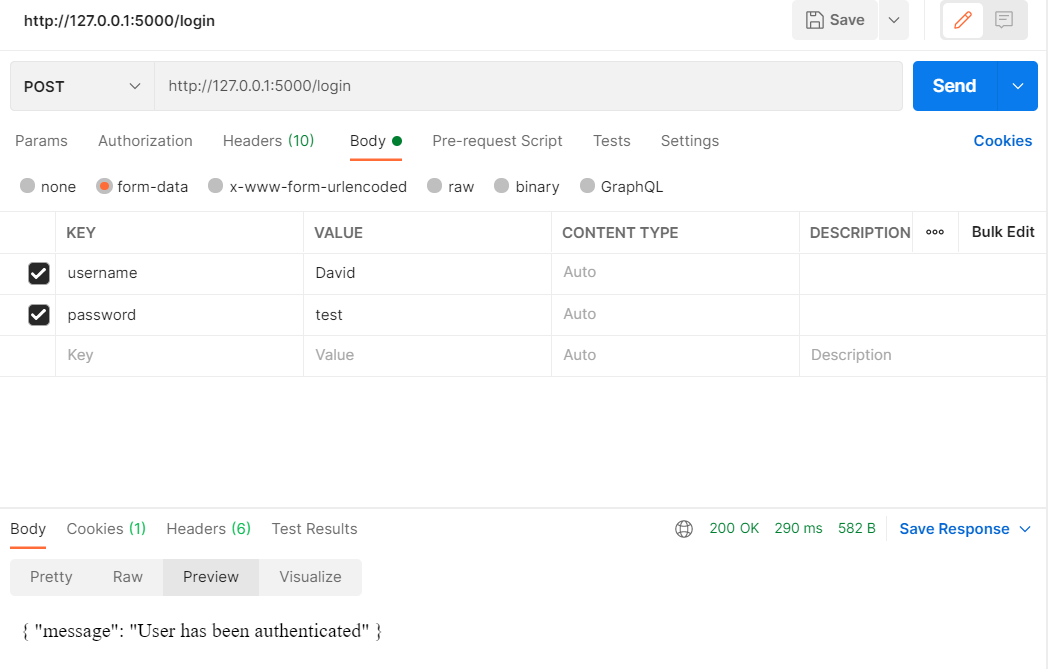 http://127.0.0.1:5000/login Save
POST http://127.0.0.1:5000/login Send
Params Authorization Headers (10) Body Pre-request Script Tests Settings Cookies
none form-data x-www-form-urlencoded raw binary GraphQL
KEY VALUE CONTENT TYPE DESCRIPTION ooo Bulk Edit
username David Auto
password test Auto
Key Value Auto Description
Body Cookies (1) Headers (6) Test Results 200 OK 290 ms 582 B Save Response
Pretty Raw Preview Visualize
{ "message": "User has been authenticated" }